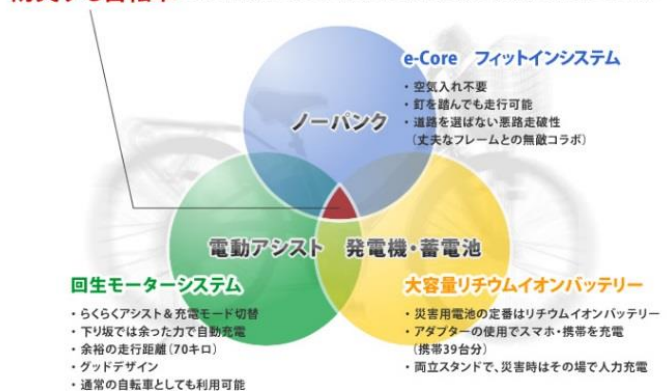 e-Core フィットインシステム
・空気入れ不要
・釘を踏んでも走行可能
・道路を選ばない悪路走破性
(丈夫なフレームとの無敵コラボ)
ノーパンク
電動アシスト
発電機・蓄電池
回生モーターシステム
・らくらくアシスト&充電モード切替
・下り坂では余った力で自動充電
・余裕の走行距離(70キロ)
・グッドデザイン
・通常の自転車としても利用可能
大容量リチウムイオンバッテリー
・災害用電池の定番はリチウムイオンバッテリー
・アダプターの使用でスマホ・携帯を充電
(携帯39台分)
・両立スタンドで、災害時はその場で人力充電